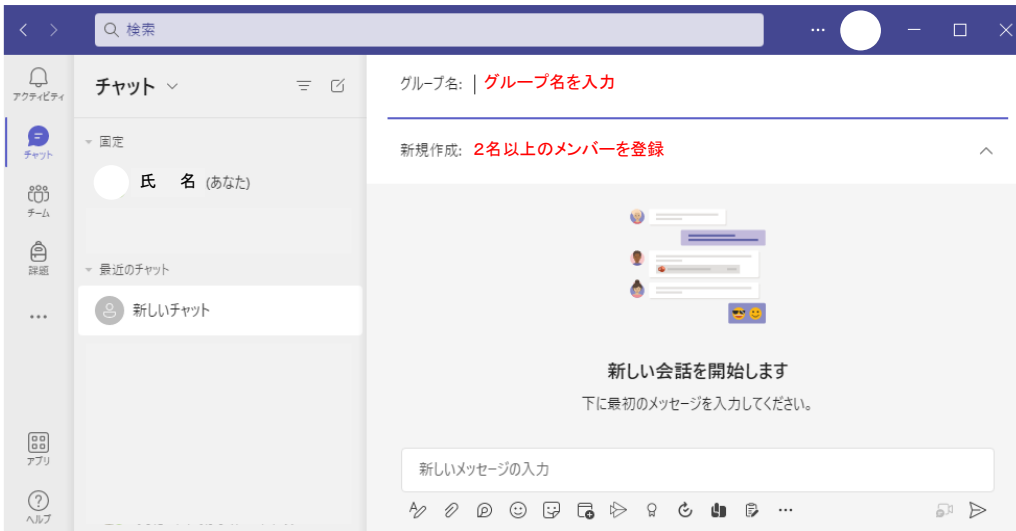 検索
アクティビティ
チャット
チーム
課題
アプリ
ヘルプ
チャット
固定
氏 名 (あなた)
最近のチャット
新しいチャット
グループ名: グループ名を入力
新規作成: 2名以上のメンバーを登録
新しい会話を開始します
下に最初のメッセージを入力してください。
新しいメッセージの入力